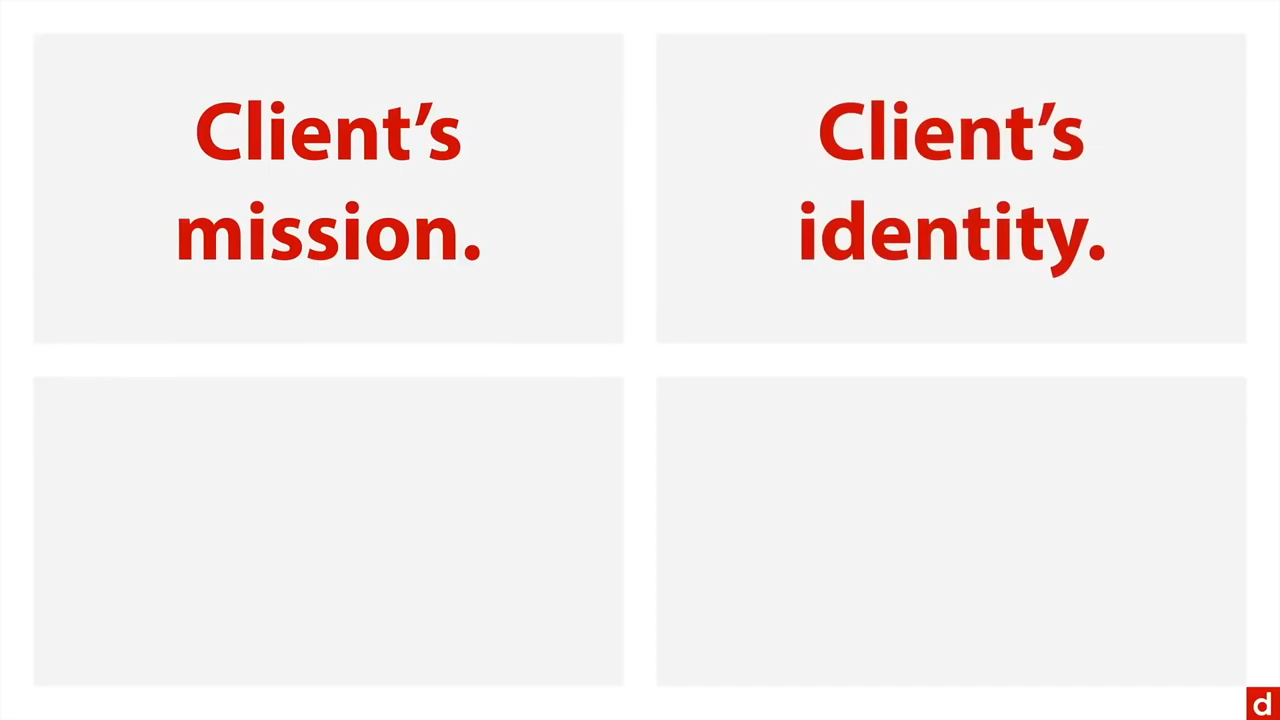 Client’s
mission.
Client’s
identity.
d